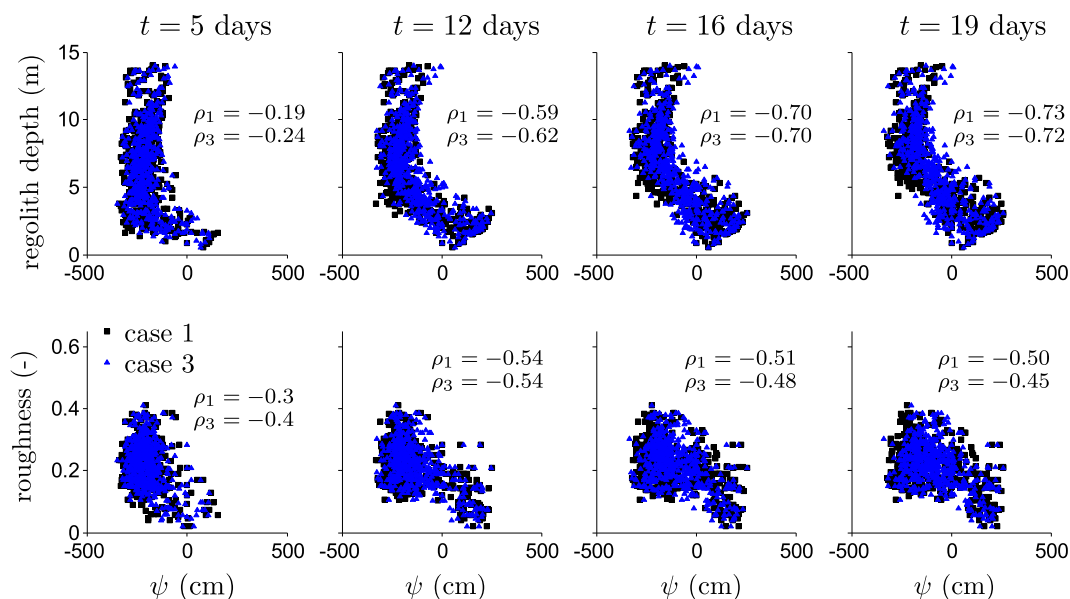 t = 5 days
t = 12 days
t = 16 days
t = 19 days
regolith depth (m)
15
10
5
0
ρ1 = −0.19
ρ3 = −0.24
ρ1 = −0.59
ρ3 = −0.62
ρ1 = −0.70
ρ3 = −0.70
ρ1 = −0.73
ρ3 = −0.72
-500 0 500
-500 0 500
-500 0 500
-500 0 500
roughness (-)
0.6
0.4
0.2
0
case 1
case 3
ρ1 = −0.3
ρ3 = −0.4
ρ1 = −0.54
ρ3 = −0.54
ρ1 = −0.51
ρ3 = −0.48
ρ1 = −0.50
ρ3 = −0.45
-500 0 500
-500 0 500
-500 0 500
-500 0 500
ψ (cm)
ψ (cm)
ψ (cm)
ψ (cm)